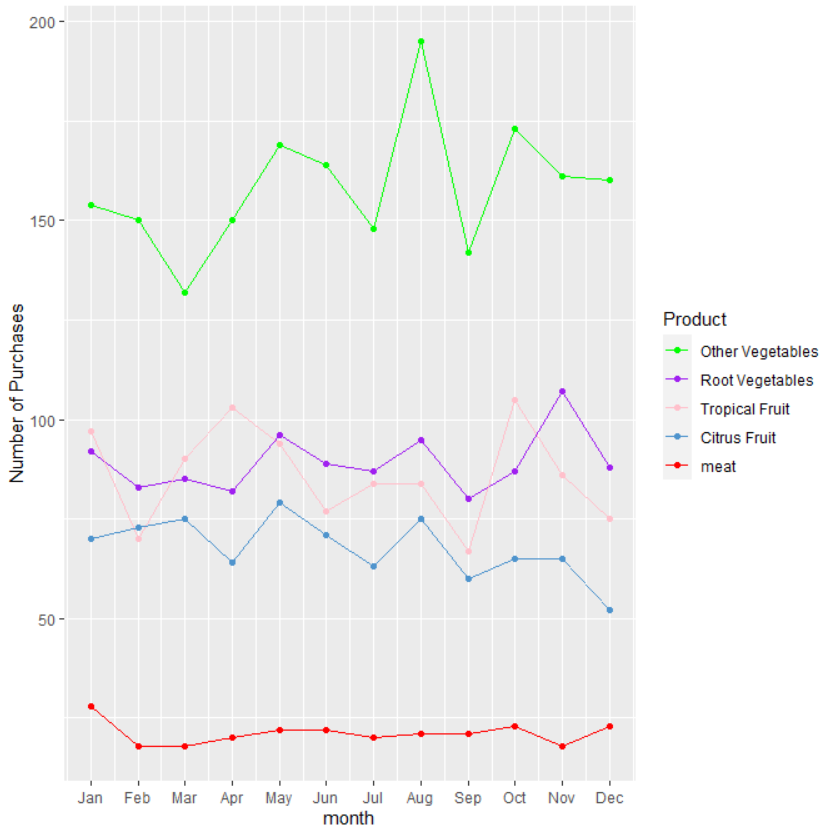 200
150
100
50
Number of Purchases
Jan Feb Mar Apr May Jun Jul Aug Sep Oct Nov Dec
month
Product
Other Vegetables
Root Vegetables
Tropical Fruit
Citrus Fruit
meat